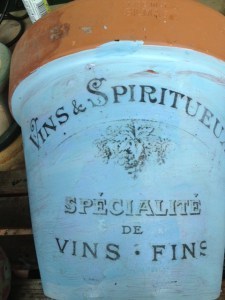 VINS & SPIRITUEU
SPÉCIALITÉ
DE
VINS · FINS